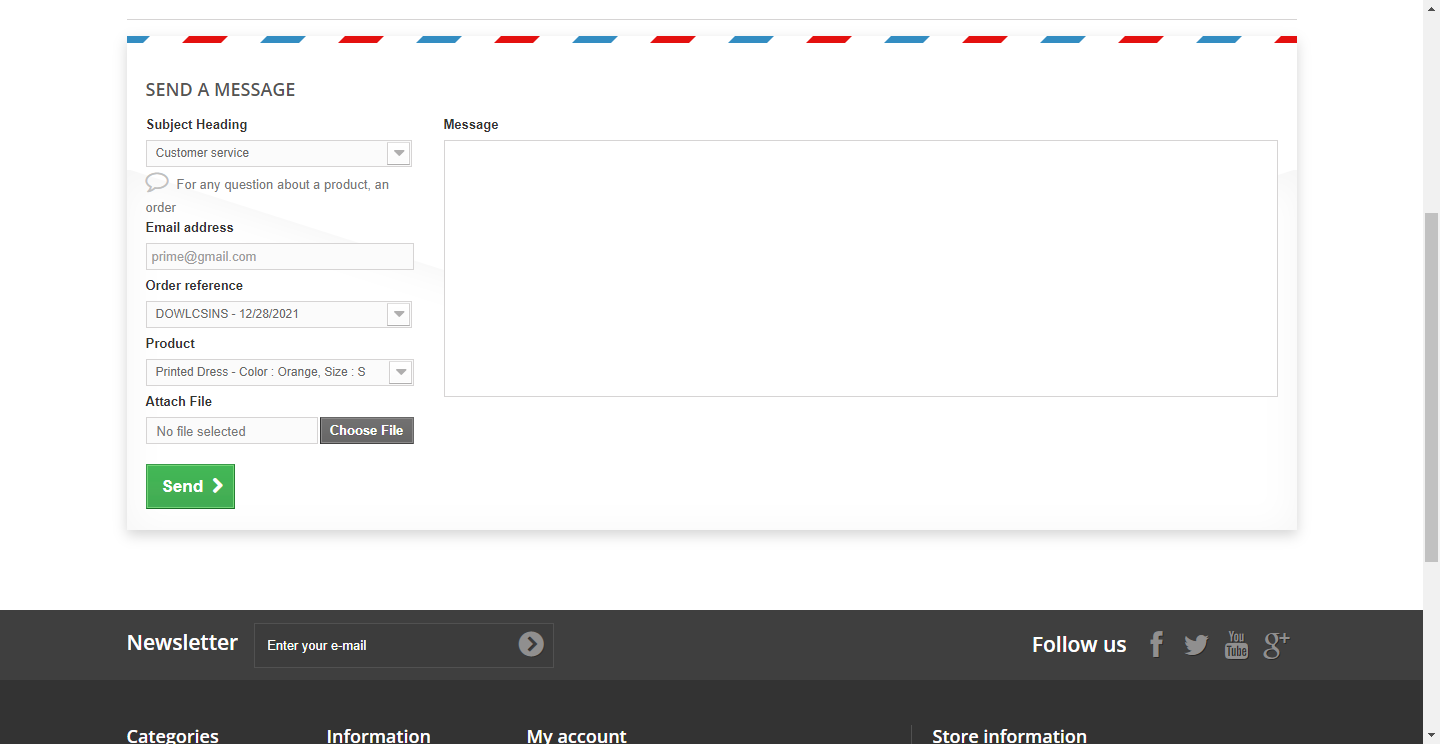 SEND A MESSAGE
Subject Heading
Customer service
For any question about a product, an
order
Email address
prime@gmail.com
Order reference
DOWLCSINS - 12/28/2021
Product
Printed Dress - Color : Orange, Size : S
Attach File
No file selected
Choose File
Send
Message
Newsletter
Enter your e-mail
Follow us
You
Tube
g+
Categories
Information
My account
Store information